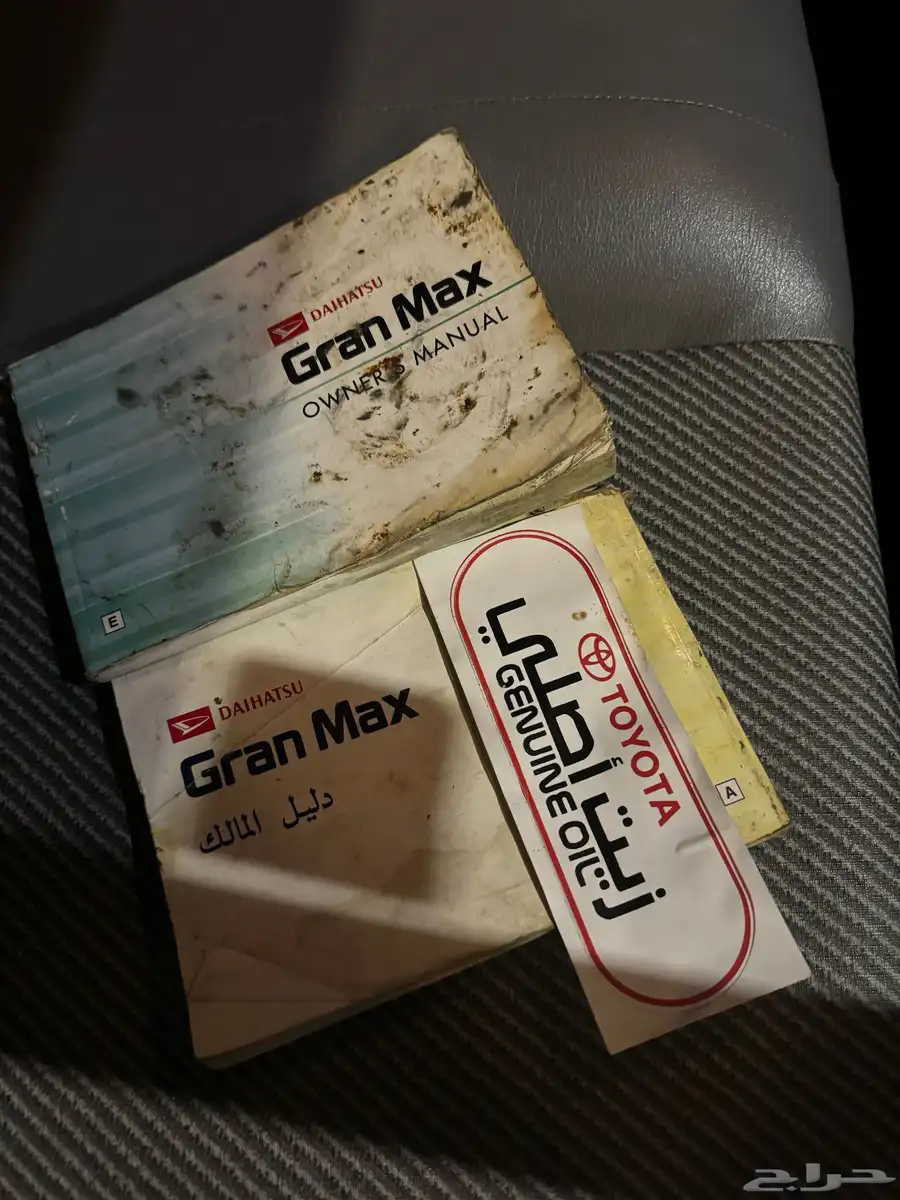 DAIHATSU
Gran Max
OWNER'S MANUAL
E
DAIHATSU
Gran Max
دليل المالك
A
TOYOTA
زيت أصلي
GENUINE OIL
حراج